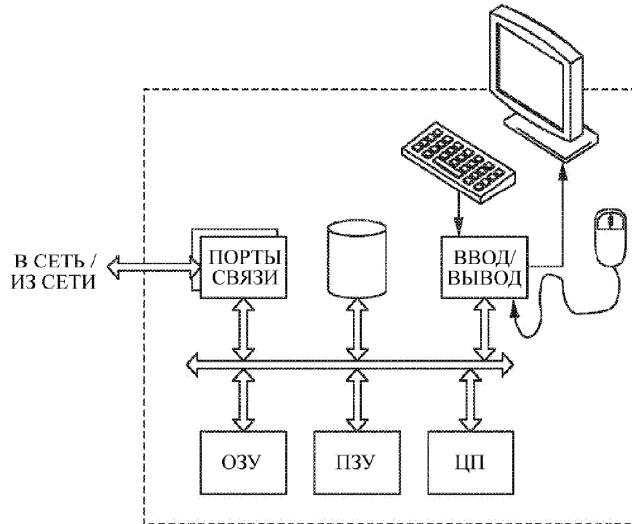 В СЕТЬ /
ИЗ СЕТИ
ПОРТЫ
СВЯЗИ
ВВОД/
ВЫВОД
ОЗУ
ПЗУ
ЦП